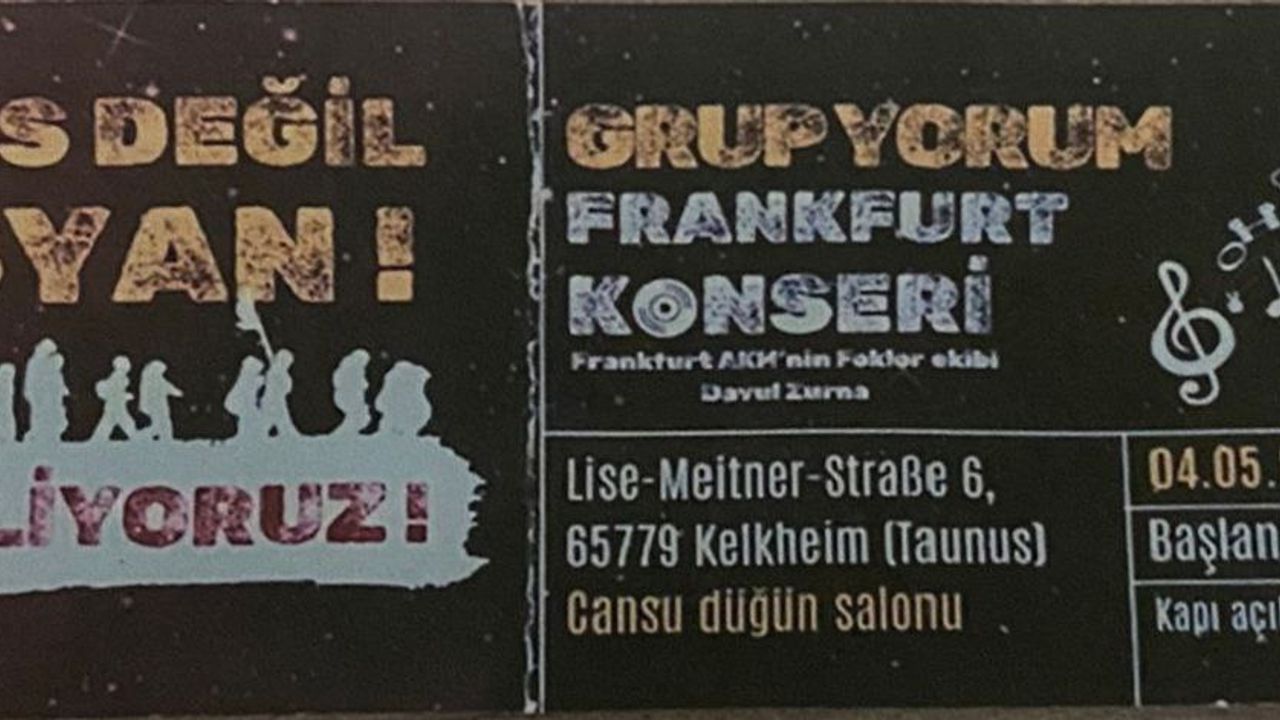 S DEĞİL
YAN !
LİYORUZ !
GRUP YORUM
FRANKFURT
KONSERİ
Frankfurt AKM'nin Foklor ekibi
Davul Zurna
Lise-Meitner-Straße 6,
65779 Kelkheim (Taunus)
Cansu düğün salonu
04.05.
Başlan
Kapı açı